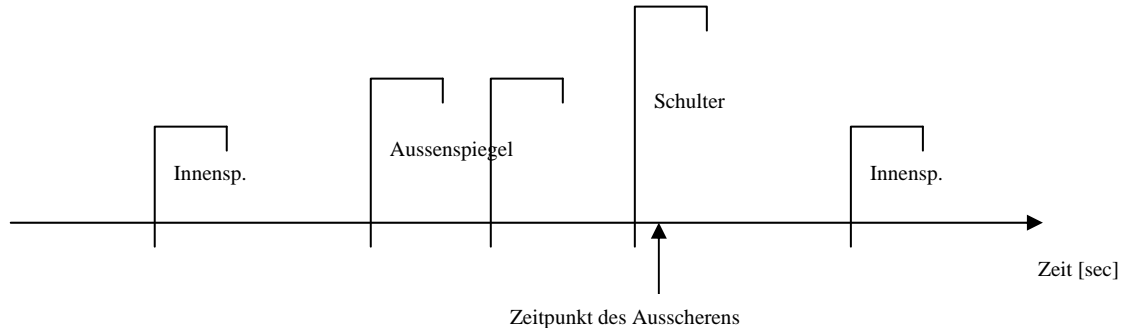 Schulter
Aussenspiegel
Innensp.
Innensp.
Zeit [sec]
Zeitpunkt des Ausscherens